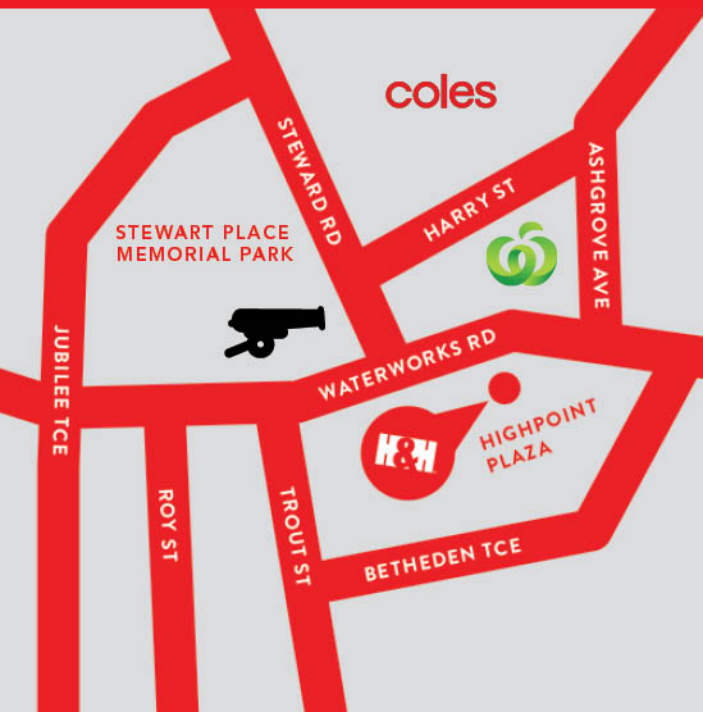 coles
STEWARD RD
HARRY ST
ASHGROVE AVE
STEWART PLACE
MEMORIAL PARK
JUBILEE TCE
WATERWORKS RD
H&H
HIGHPOINT
PLAZA
ROY ST
TROUT ST
BETHEDEN TCE